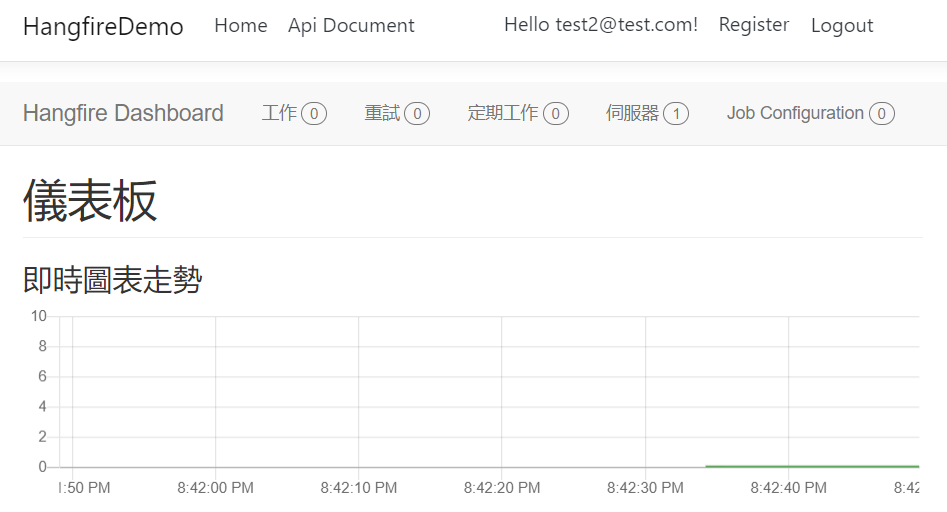 HangfireDemo Home Api Document Hello test2@test.com! Register Logout
Hangfire Dashboard 工作 0 重試 0 定期工作 0 伺服器 1 Job Configuration 0
儀表板
即時圖表走勢
10
8
6
4
2
0
:50 PM 8:42:00 PM 8:42:10 PM 8:42:20 PM 8:42:30 PM 8:42:40 PM 8:42